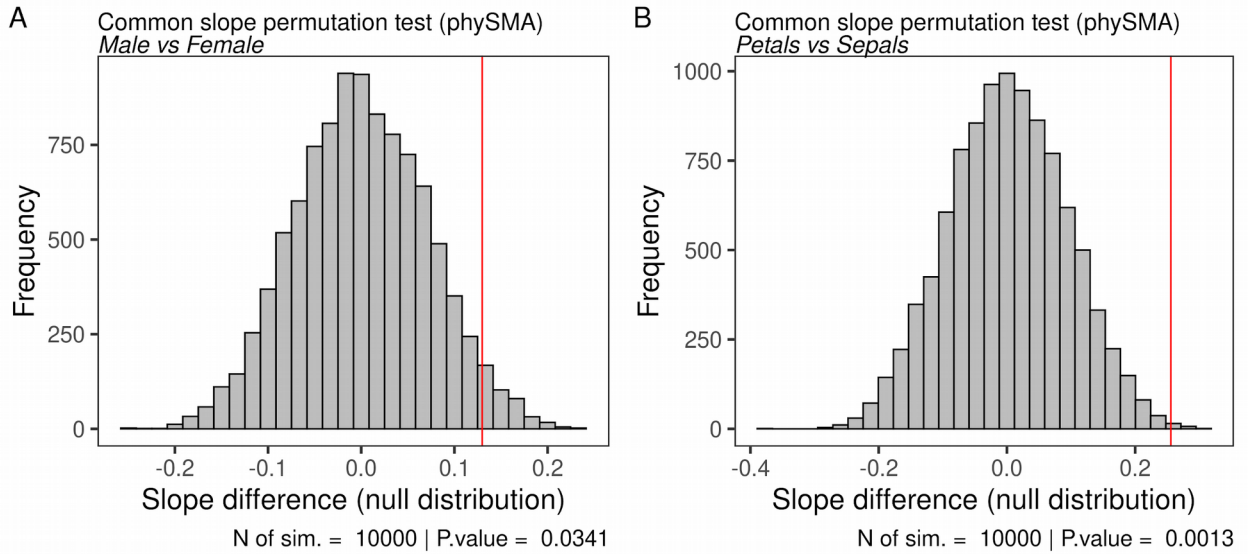 A
Common slope permutation test (phySMA)
Male vs Female
Frequency
750
500
250
0
-0.2 -0.1 0.0 0.1 0.2
Slope difference (null distribution)
N of sim. = 10000 | P.value = 0.0341
B
Common slope permutation test (phySMA)
Petals vs Sepals
Frequency
1000
750
500
250
0
-0.4 -0.2 0.0 0.2
Slope difference (null distribution)
N of sim. = 10000 | P.value = 0.0013